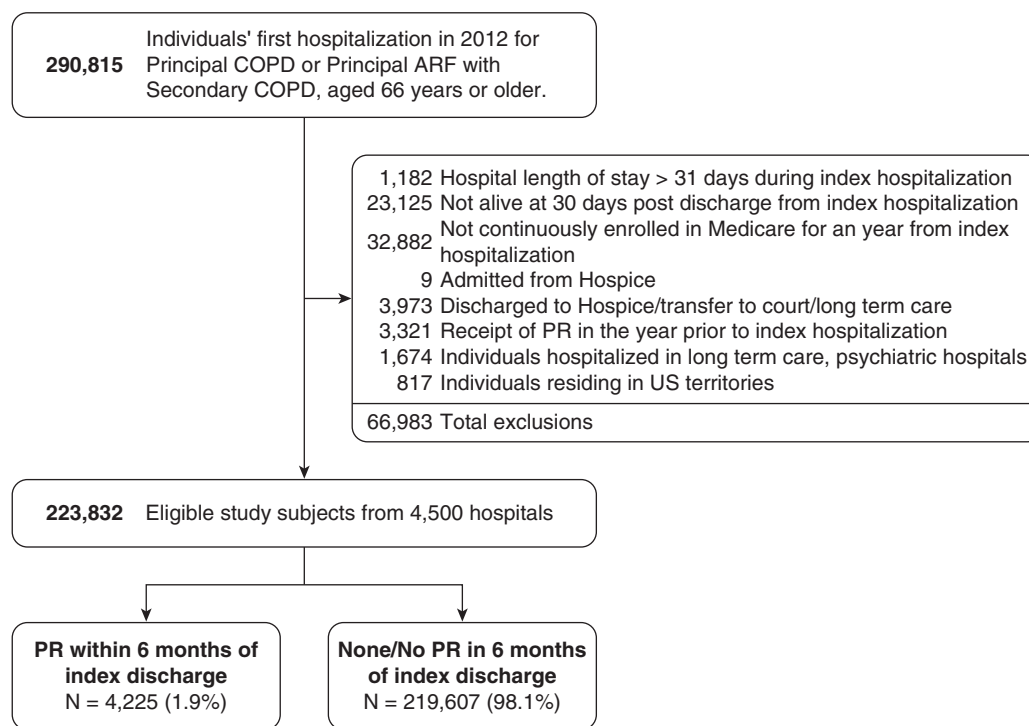 290,815 Individuals' first hospitalization in 2012 for
Principal COPD or Principal ARF with
Secondary COPD, aged 66 years or older.
1,182 Hospital length of stay > 31 days during index hospitalization
23,125 Not alive at 30 days post discharge from index hospitalization
32,882 Not continuously enrolled in Medicare for an year from index
hospitalization
9 Admitted from Hospice
3,973 Discharged to Hospice/transfer to court/long term care
3,321 Receipt of PR in the year prior to index hospitalization
1,674 Individuals hospitalized in long term care, psychiatric hospitals
817 Individuals residing in US territories
66,983 Total exclusions
223,832 Eligible study subjects from 4,500 hospitals
PR within 6 months of
index discharge
N = 4,225 (1.9%)
None/No PR in 6 months
of index discharge
N = 219,607 (98.1%)